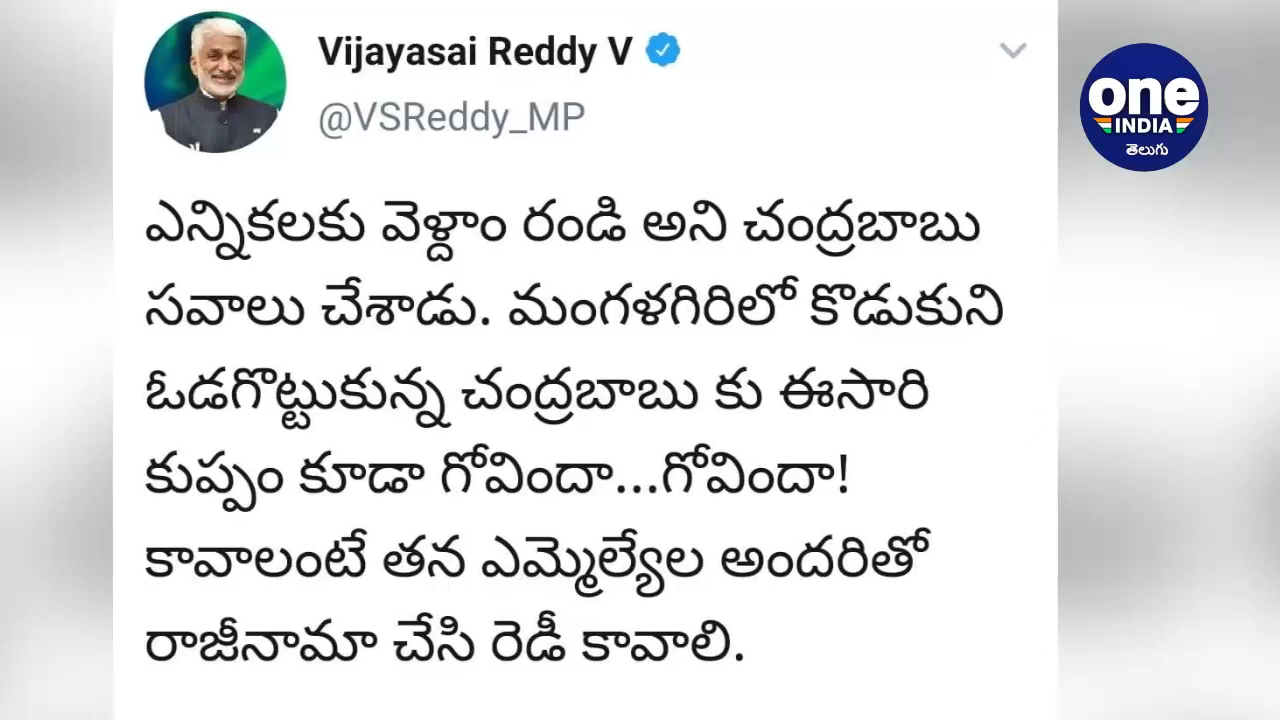 Vijayasai Reddy V
@VSReddy_MP
one
INDIA
తెలుగు
ఎన్నికలకు వెళ్దాం రండి అని చంద్రబాబు
సవాలు చేశాడు. మంగళగిరిలో కొడుకుని
ఓడగొట్టుకున్న చంద్రబాబు కు ఈసారి
కుప్పం కూడా గోవిందా...గోవిందా!
కావాలంటే తన ఎమ్మెల్యేల అందరితో
రాజీనామా చేసి రెడీ కావాలి.